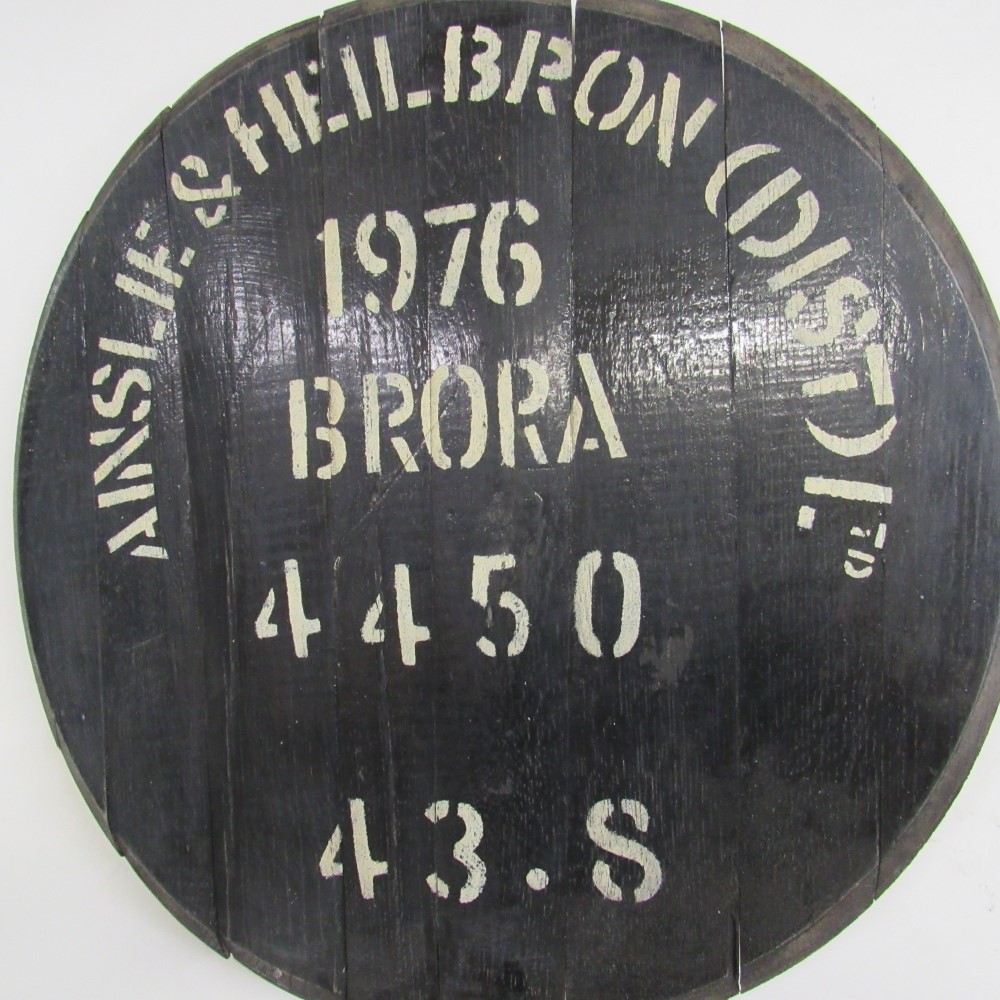 AINSLIE & HEILBRON (DIST) LTD
1976
BRORA
4450
43.S